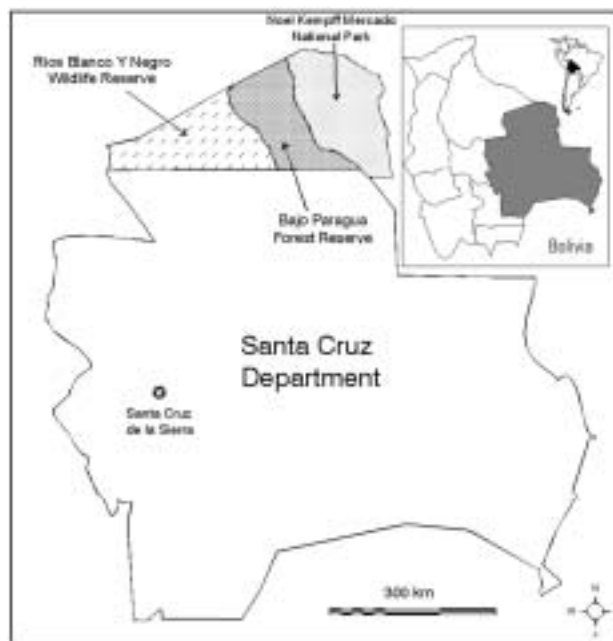 Noel Kempff Mercado
National Park
Rios Blanco Y Negro
Wildlife Reserve
Bajo Paragua
Forest Reserve
Bolivia
Santa Cruz
Department
Santa Cruz
de la Sierra
300 km
N